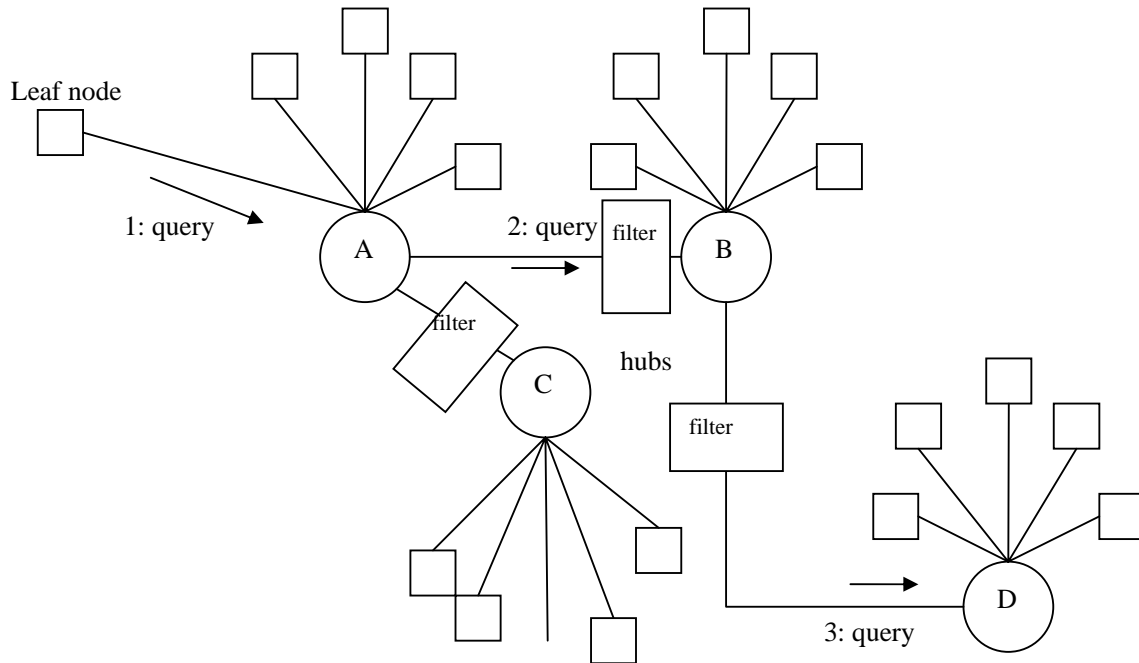 Leaf node
1: query
A
2: query
filter
B
filter
hubs
C
filter
D
3: query